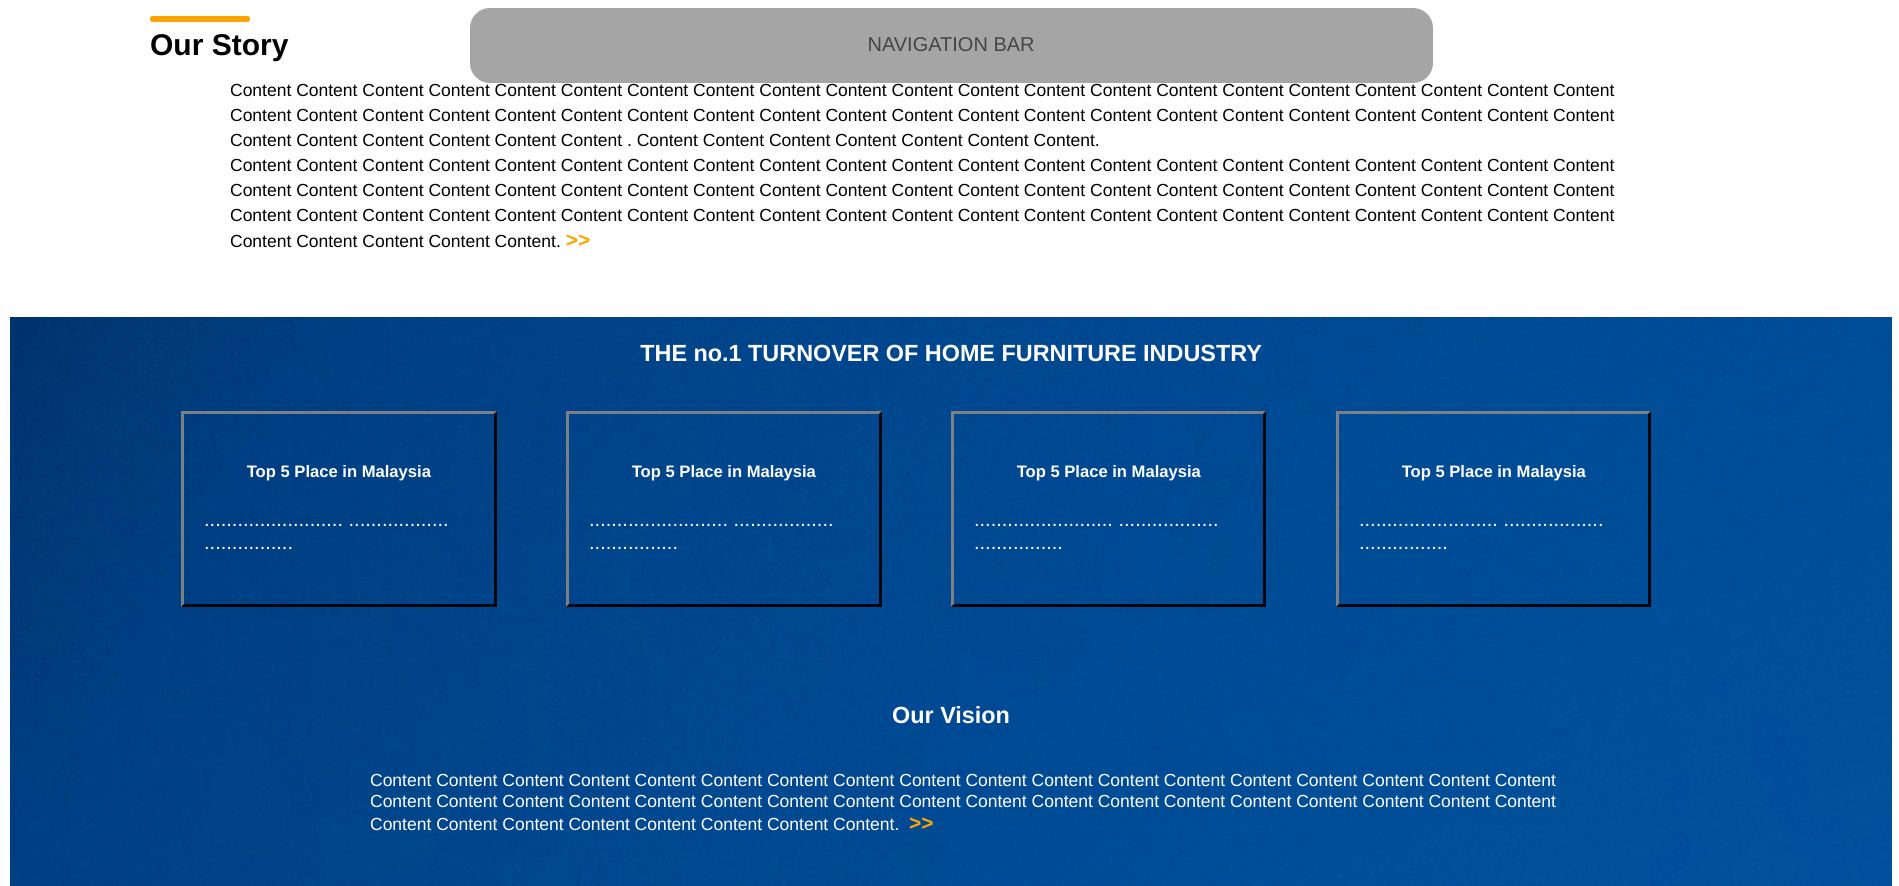 Our Story
NAVIGATION BAR
Content Content Content Content Content Content Content Content Content Content Content Content Content Content Content Content Content Content Content Content Content
Content Content Content Content Content Content Content Content Content Content Content Content Content Content Content Content Content Content Content Content Content
Content Content Content Content Content Content . Content Content Content Content Content Content Content.
Content Content Content Content Content Content Content Content Content Content Content Content Content Content Content Content Content Content Content Content Content
Content Content Content Content Content Content Content Content Content Content Content Content Content Content Content Content Content Content Content Content Content
Content Content Content Content Content Content Content Content Content Content Content Content Content Content Content Content Content Content Content Content Content
Content Content Content Content Content. >>
THE no.1 TURNOVER OF HOME FURNITURE INDUSTRY
Top 5 Place in Malaysia
......................... ..................
................
Top 5 Place in Malaysia
......................... ..................
................
Top 5 Place in Malaysia
......................... ..................
................
Top 5 Place in Malaysia
......................... ..................
................
Our Vision
Content Content Content Content Content Content Content Content Content Content Content Content Content Content Content Content Content Content
Content Content Content Content Content Content Content Content Content Content Content Content Content Content Content Content Content Content
Content Content Content Content Content Content Content Content. >>